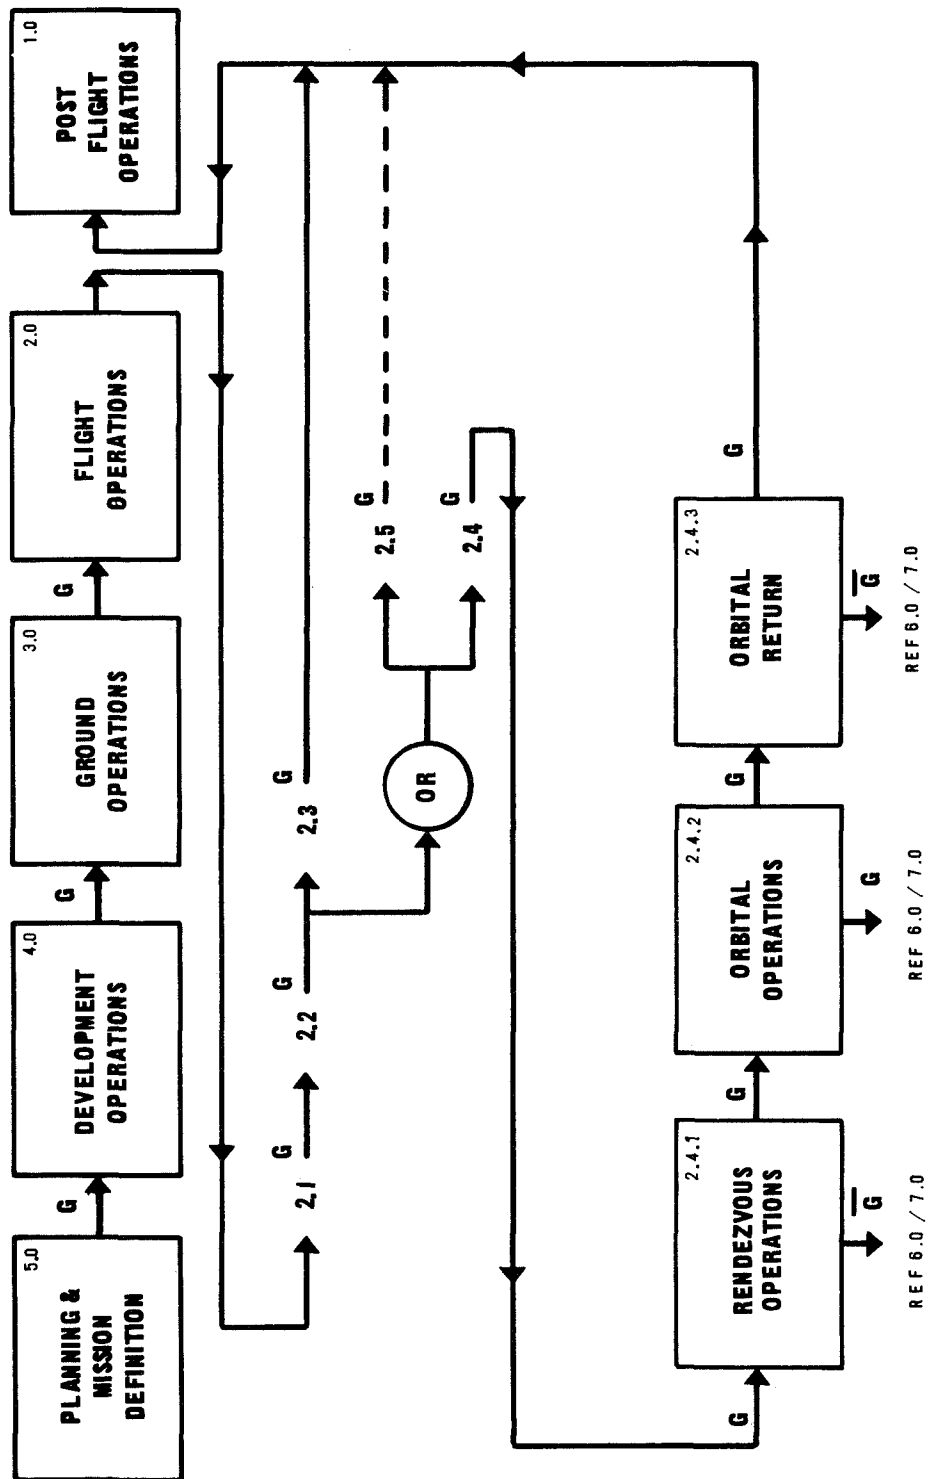 5.0
PLANNING &
MISSION
DEFINITION
G
4.0
DEVELOPMENT
OPERATIONS
G
3.0
GROUND
OPERATIONS
G
2.0
FLIGHT
OPERATIONS
1.0
POST
FLIGHT
OPERATIONS
2.1
G
2.2
G
2.3
G
OR
2.5
G
2.4
G
G
2.4.1
RENDEZVOUS
OPERATIONS
G
2.4.2
ORBITAL
OPERATIONS
G
2.4.3
ORBITAL
RETURN
G
G̅
REF 6.0 / 7.0
G
REF 6.0 / 7.0
G̅
REF 6.0 / 7.0